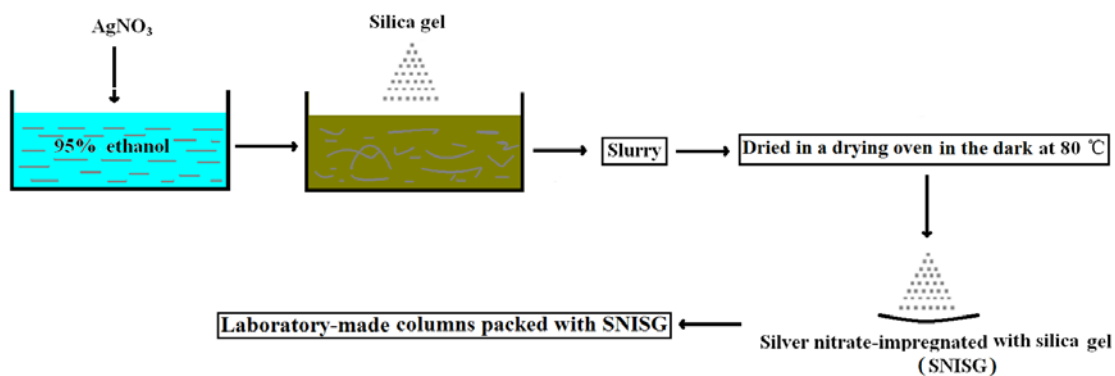 AgNO₃
Silica gel
95% ethanol
Slurry
Dried in a drying oven in the dark at 80 ℃
Laboratory-made columns packed with SNISG
Silver nitrate-impregnated with silica gel
(SNISG)